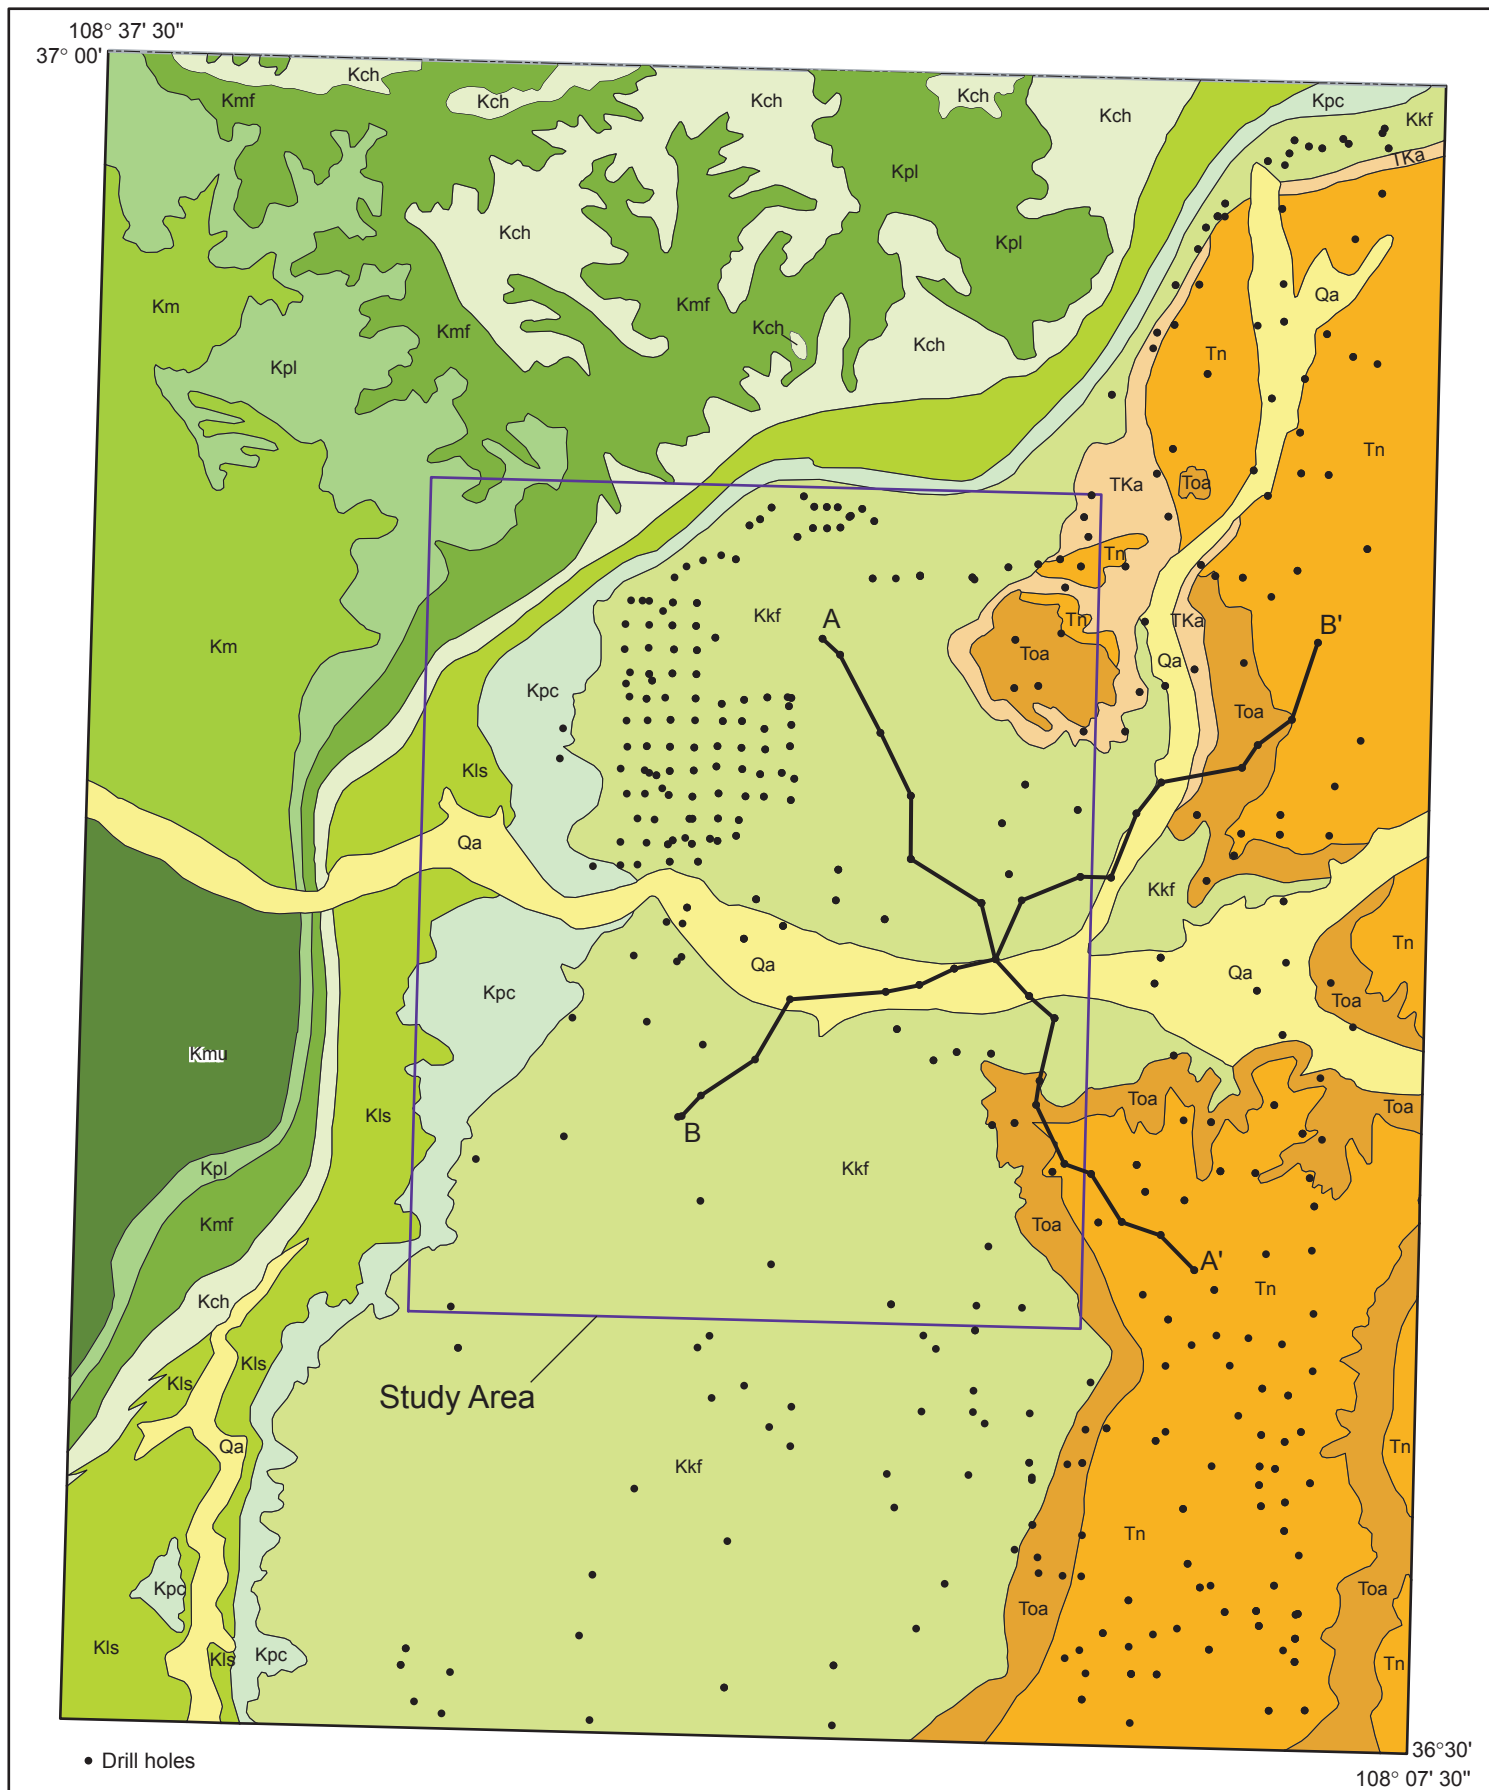 108° 37' 30"
37° 00'
Kch
Kpc
Kmf
Kch
Kch
Kch
Kch
Kkf
TKa
Kpl
Kch
Kpl
Qa
Km
Kmf
Kmf
Kch
Kch
Tn
Kpl
Tn
TKa
Toa
Tn
Kkf
A
Tn
TKa
B'
Km
Toa
Qa
Kpc
Toa
Kls
Qa
Kkf
Tn
Qa
Qa
Kpc
Toa
Kmu
Kls
Toa
Toa
B
Kpl
Kkf
Kmf
Toa
A'
Tn
Kch
Kls
Kls
Study Area
Qa
Tn
Kkf
Tn
Kpc
Toa
Toa
Kls
Kls
Kpc
Tn
36°30'
• Drill holes
108° 07' 30"